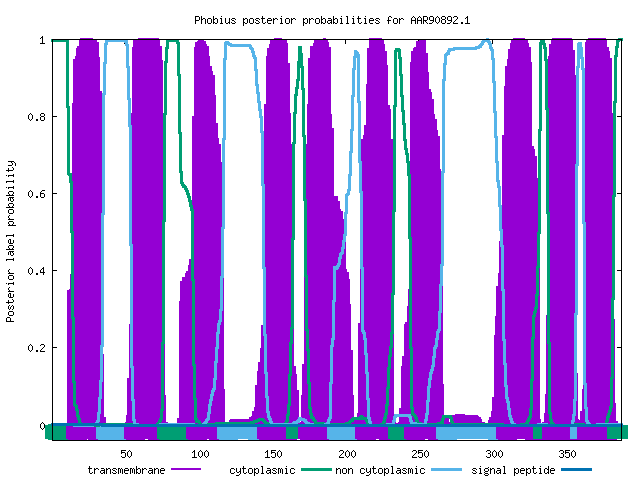 Phobius posterior probabilities for AAR90892.1
1
0.8
0.6
0.4
0.2
0
Posterior label probability
50 100 150 200 250 300 350
transmembrane cytoplasmic non cytoplasmic signal peptide